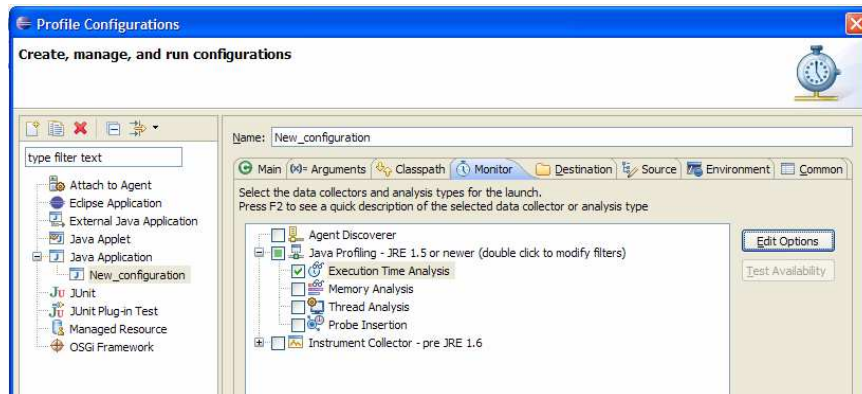 Profile Configurations
Create, manage, and run configurations
type filter text
Attach to Agent
Eclipse Application
External Java Application
Java Applet
Java Application
New_configuration
JUnit
JUnit Plug-in Test
Managed Resource
OSGi Framework
Name: New_configuration
Main (x)= Arguments Classpath Monitor Destination Source Environment Common
Select the data collectors and analysis types for the launch.
Press F2 to see a quick description of the selected data collector or analysis type
Agent Discoverer
Java Profiling - JRE 1.5 or newer (double click to modify filters)
Execution Time Analysis
Memory Analysis
Thread Analysis
Probe Insertion
Instrument Collector - pre JRE 1.6
Edit Options
Test Availability